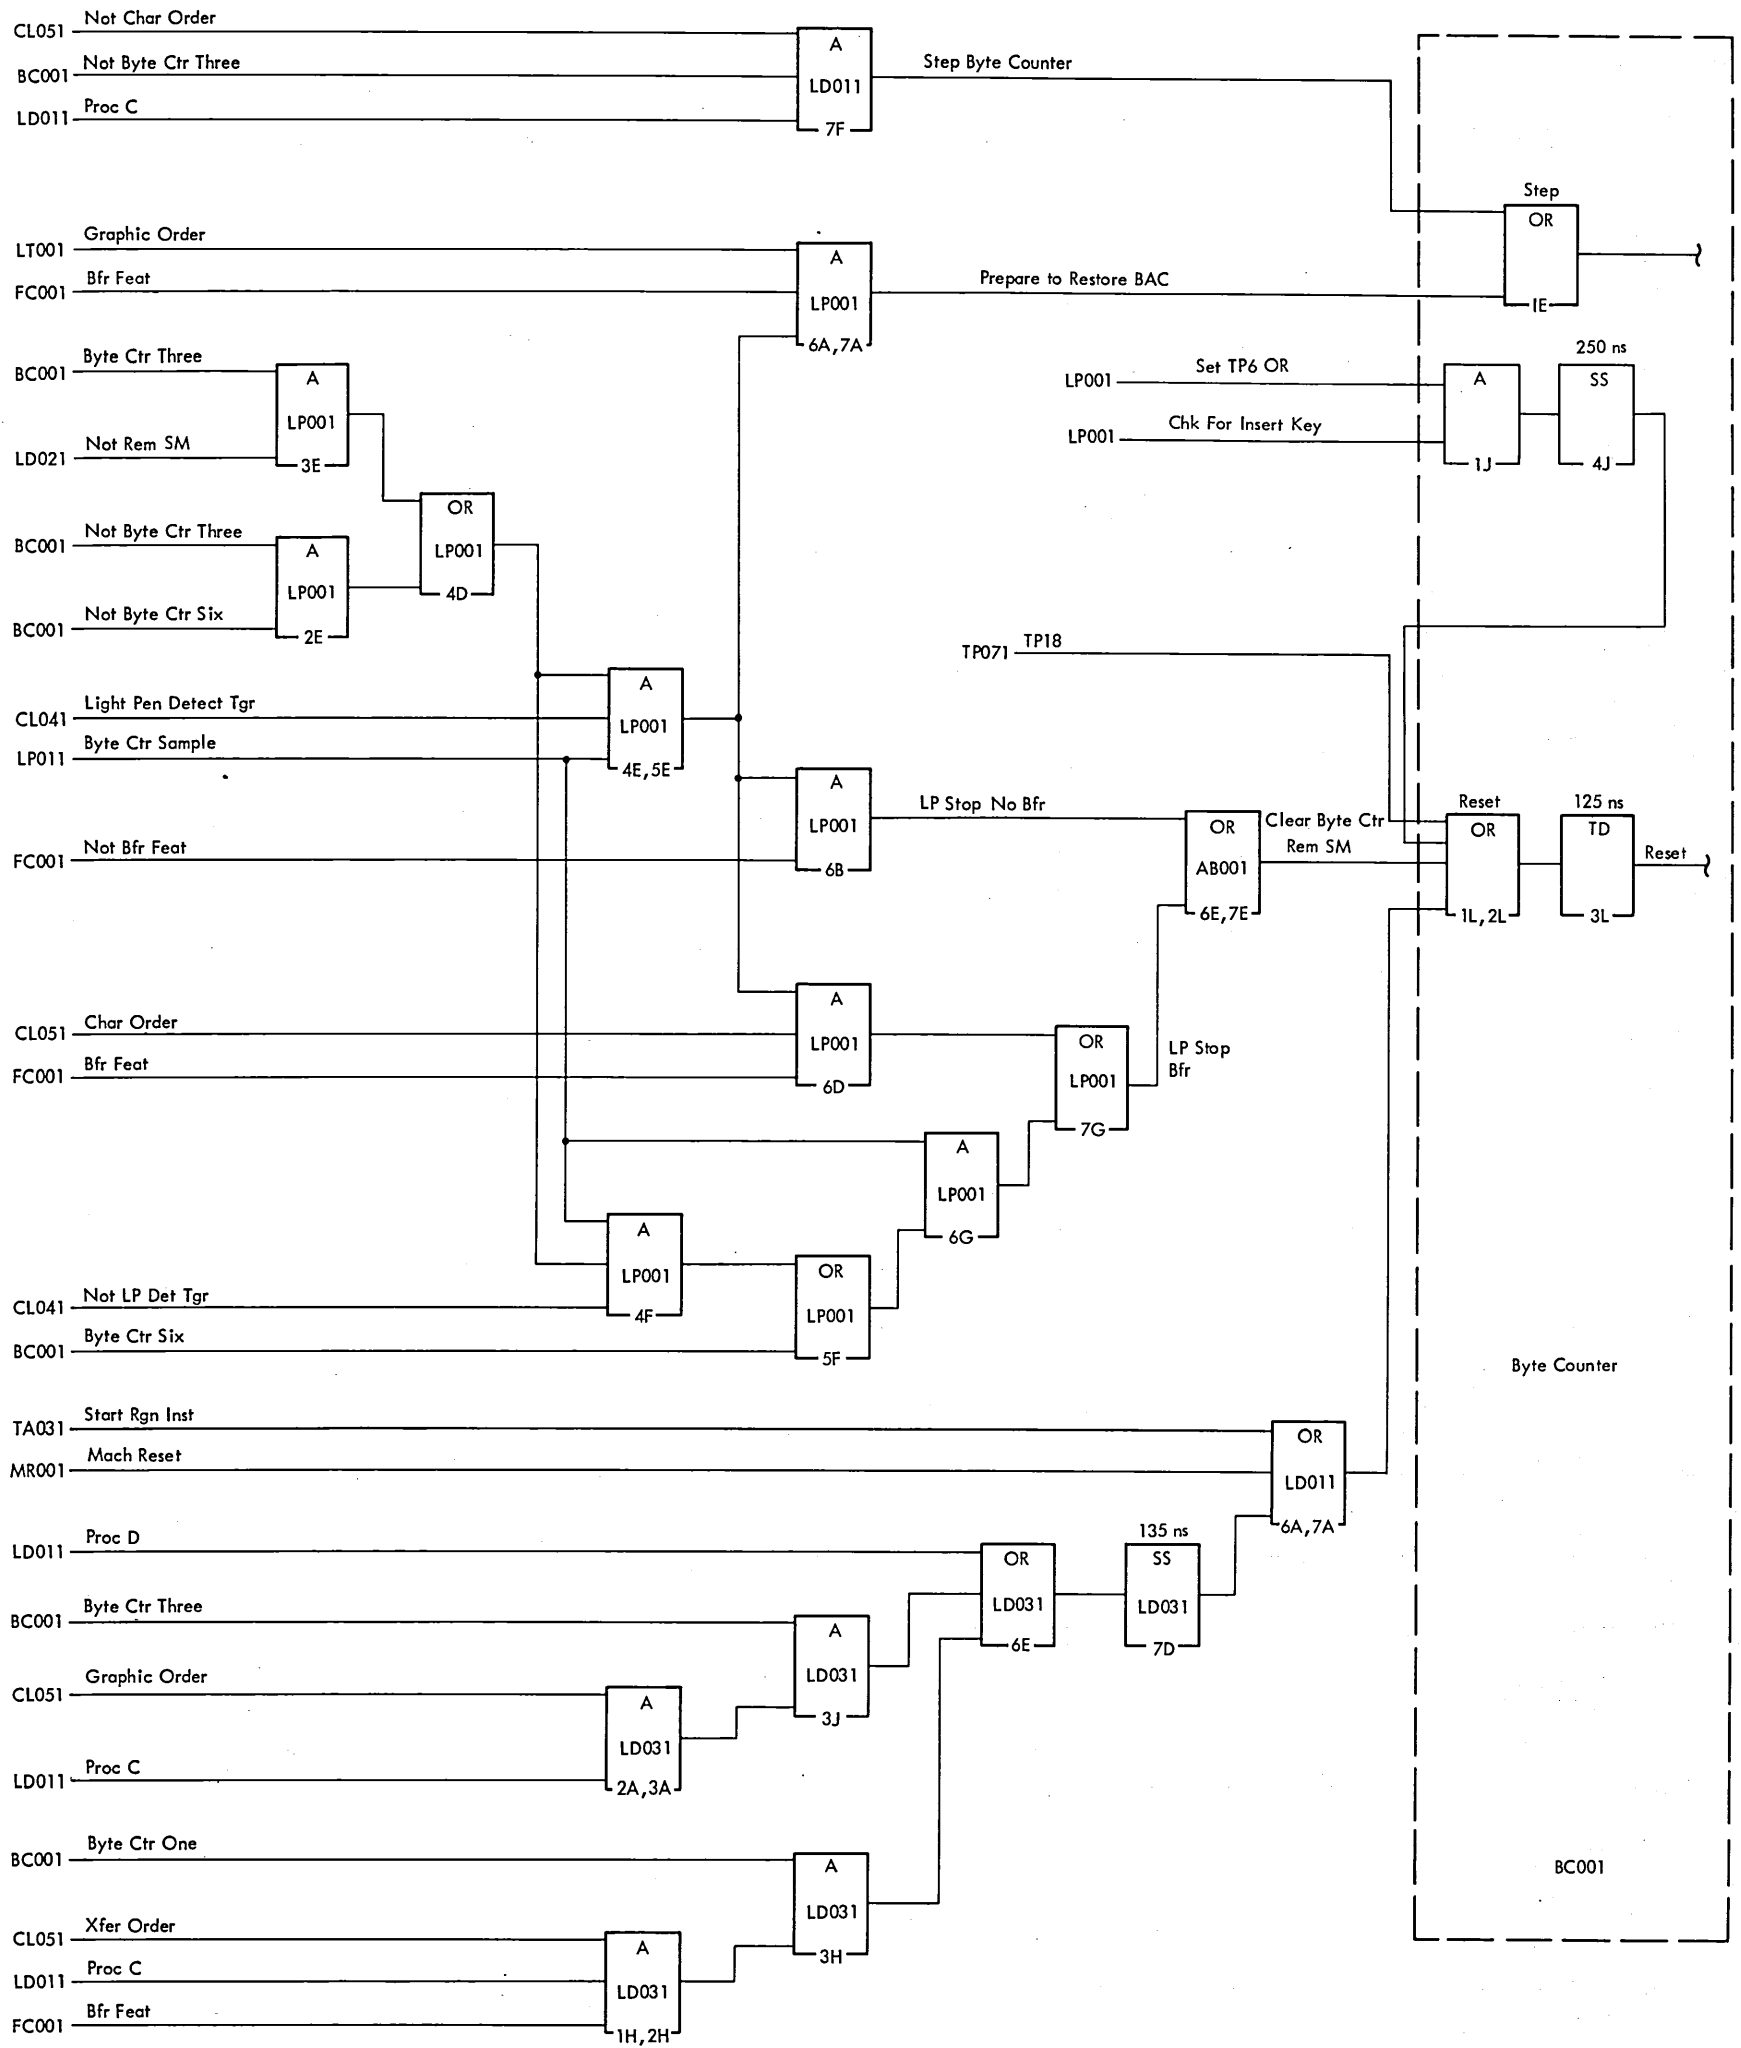 Not Char Order
CL051
Not Byte Ctr Three
BC001
Proc C
LD011
A
LD011
7F
Step Byte Counter
Step
OR
1E
Graphic Order
LT001
Bfr Feat
FC001
A
LP001
6A,7A
Prepare to Restore BAC
Byte Ctr Three
BC001
Not Rem SM
LD021
A
LP001
3E
Not Byte Ctr Three
BC001
Not Byte Ctr Six
BC001
A
LP001
2E
OR
LP001
4D
LP001
Set TP6 OR
LP001
Chk For Insert Key
A
1J
250 ns
SS
4J
TP071
TP18
Light Pen Detect Tgr
CL041
Byte Ctr Sample
LP011
A
LP001
4E,5E
Not Bfr Feat
FC001
A
LP001
6B
LP Stop No Bfr
OR
AB001
6E,7E
Clear Byte Ctr
Rem SM
Reset
OR
1L,2L
125 ns
TD
3L
Reset
Char Order
CL051
Bfr Feat
FC001
A
LP001
6D
OR
LP001
7G
LP Stop
Bfr
A
LP001
6G
A
LP001
4F
Not LP Det Tgr
CL041
Byte Ctr Six
BC001
OR
LP001
5F
Byte Counter
Start Rgn Inst
TA031
Mach Reset
MR001
OR
LD011
6A,7A
Proc D
LD011
OR
LD031
6E
135 ns
SS
LD031
7D
Byte Ctr Three
BC001
A
LD031
3J
Graphic Order
CL051
Proc C
LD011
A
LD031
2A,3A
Byte Ctr One
BC001
A
LD031
3H
BC001
Xfer Order
CL051
Proc C
LD011
Bfr Feat
FC001
A
LD031
1H,2H